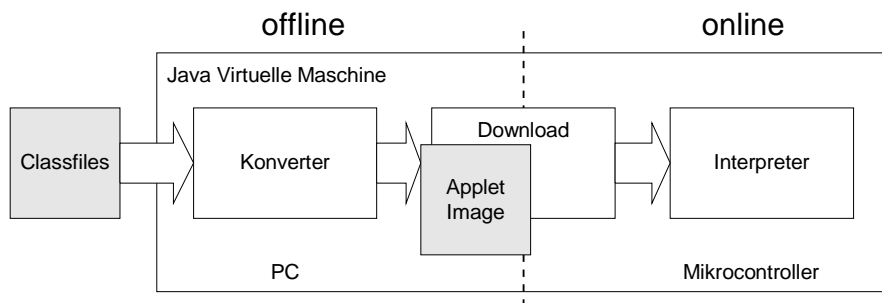 offline
online
Java Virtuelle Maschine
Classfiles
Konverter
Download
Applet
Image
Interpreter
PC
Mikrocontroller